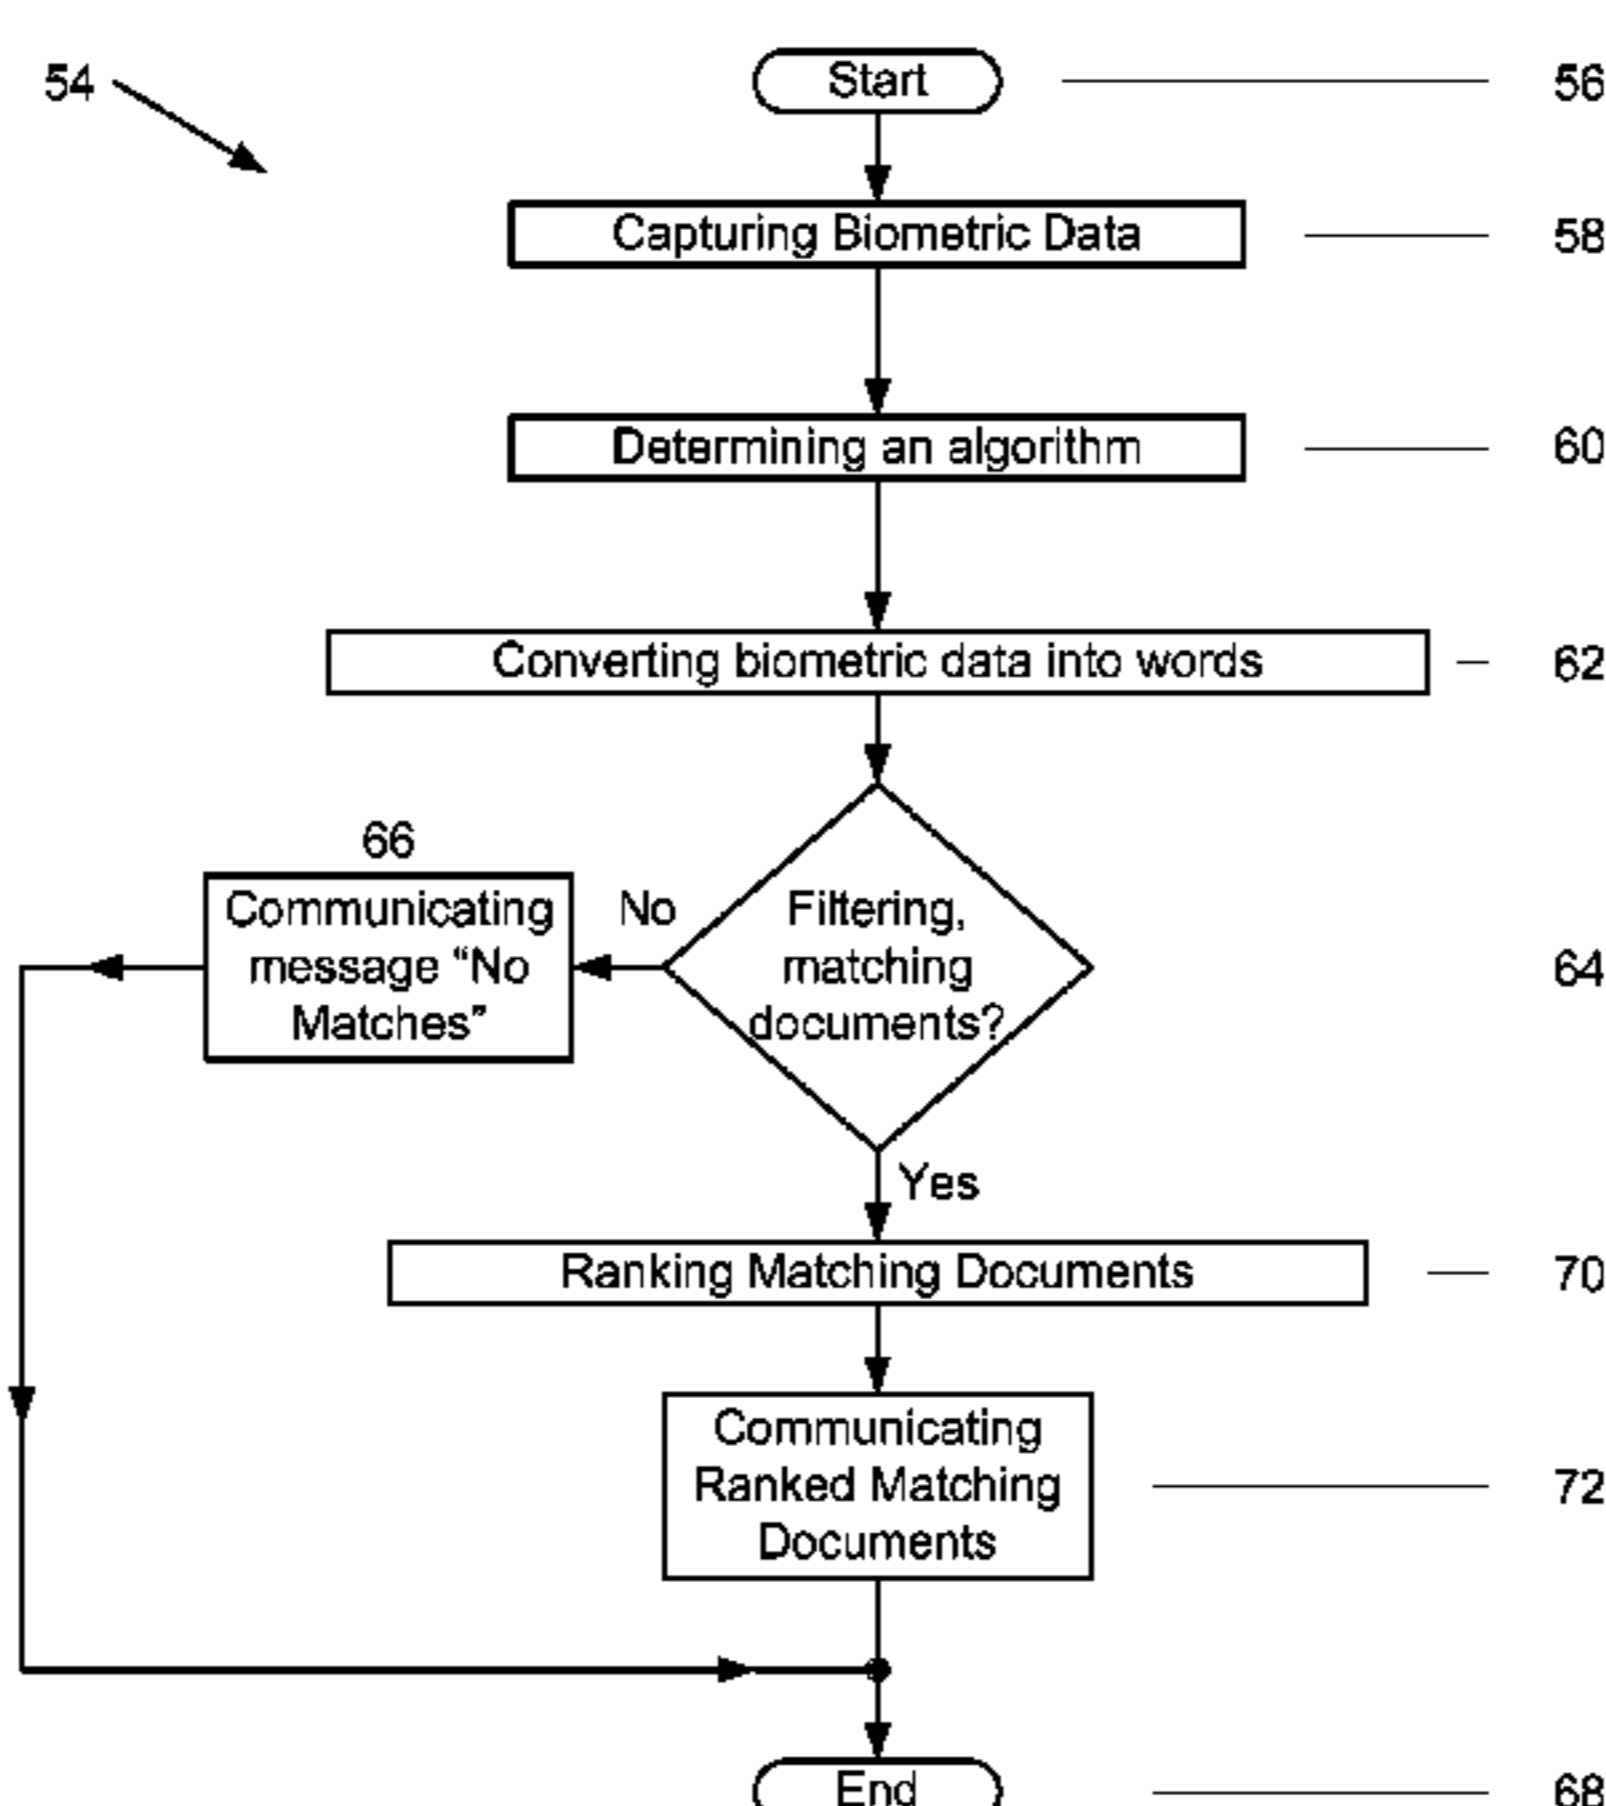 54
Start
56
Capturing Biometric Data
58
Determining an algorithm
60
Converting biometric data into words
62
66
Communicating
message “No
Matches”
No
Filtering,
matching
documents?
64
Yes
Ranking Matching Documents
70
Communicating
Ranked Matching
Documents
72
End
68